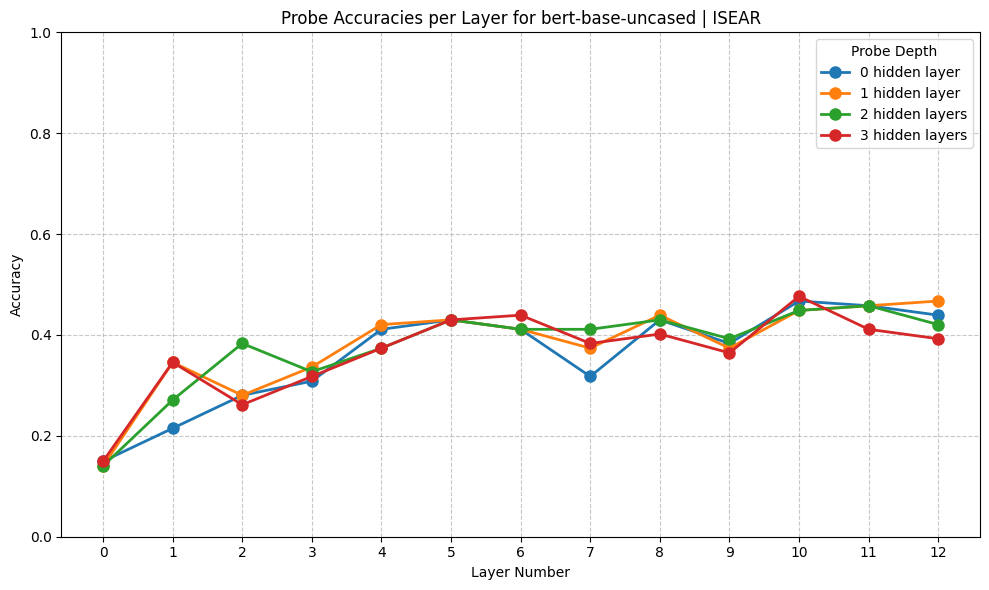 Probe Accuracies per Layer for bert-base-uncased | ISEAR
Probe Depth
0 hidden layer
1 hidden layer
2 hidden layers
3 hidden layers
1.0
0.8
0.6
0.4
0.2
0.0
Accuracy
0 1 2 3 4 5 6 7 8 9 10 11 12
Layer Number